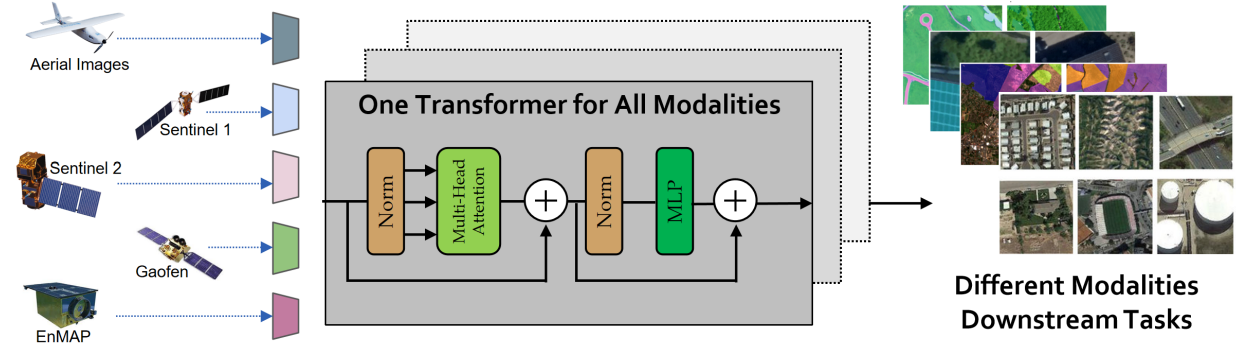 Aerial Images
Sentinel 1
Sentinel 2
Gaofen
EnMAP
One Transformer for All Modalities
Norm
Multi-Head
Attention
Norm
MLP
Different Modalities
Downstream Tasks